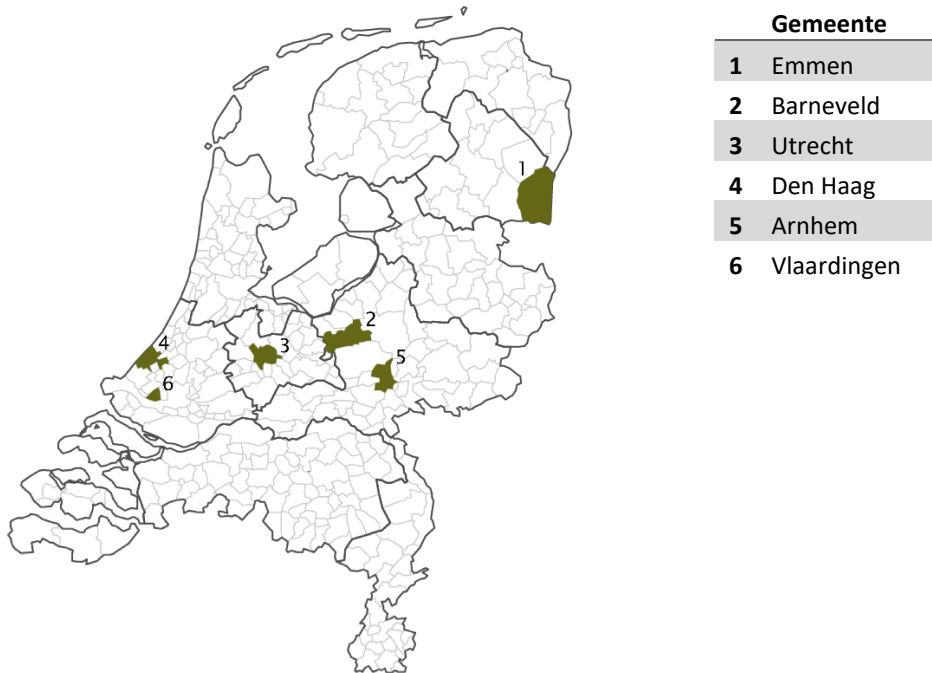 Gemeente
1 Emmen
2 Barneveld
3 Utrecht
4 Den Haag
5 Arnhem
6 Vlaardingen
1
2
3
4
5
6